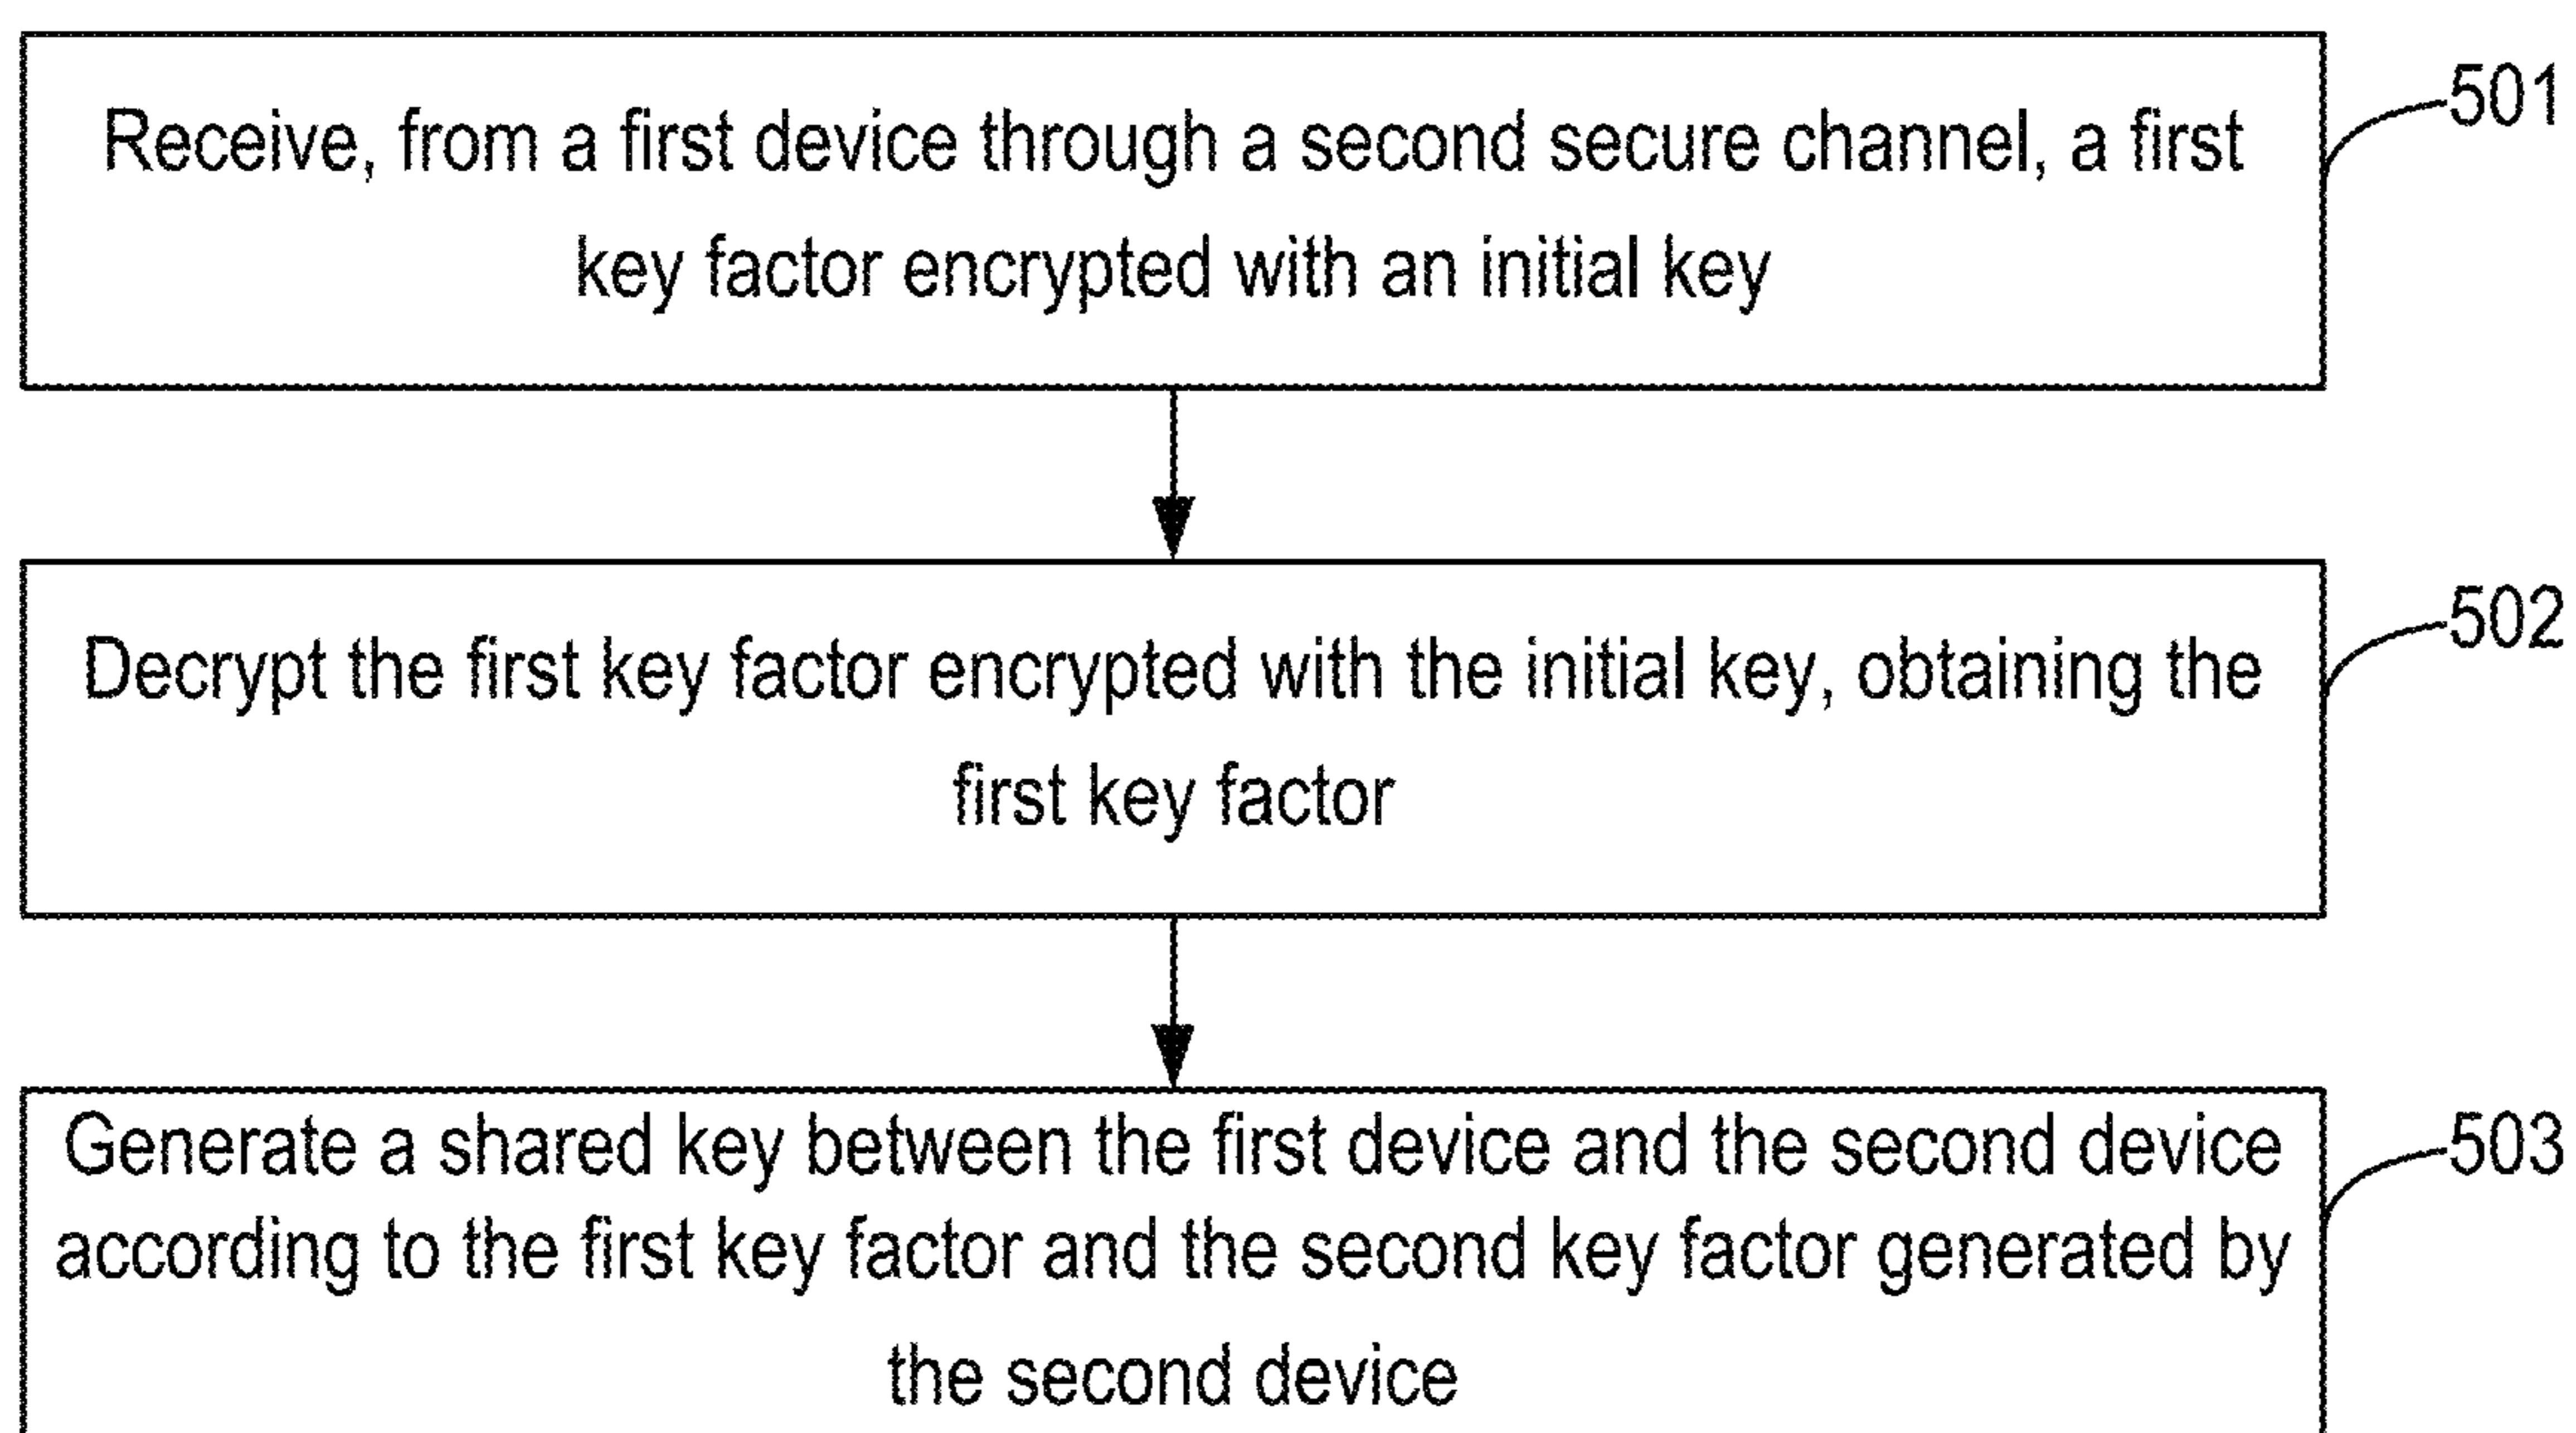 Receive, from a first device through a second secure channel, a first
key factor encrypted with an initial key
501
Decrypt the first key factor encrypted with the initial key, obtaining the
first key factor
502
Generate a shared key between the first device and the second device
according to the first key factor and the second key factor generated by
the second device
503